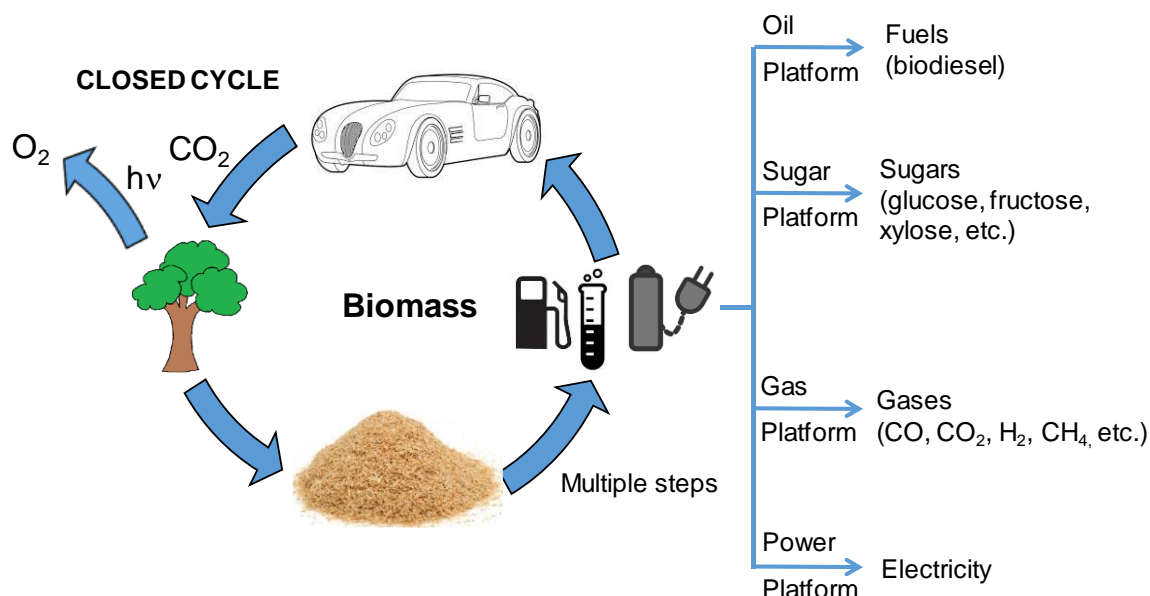 CLOSED CYCLE
O₂
hν
CO₂
Biomass
Multiple steps
Oil
Platform
Fuels
(biodiesel)
Sugar
Platform
Sugars
(glucose, fructose,
xylose, etc.)
Gas
Platform
Gases
(CO, CO₂, H₂, CH₄, etc.)
Power
Platform
Electricity